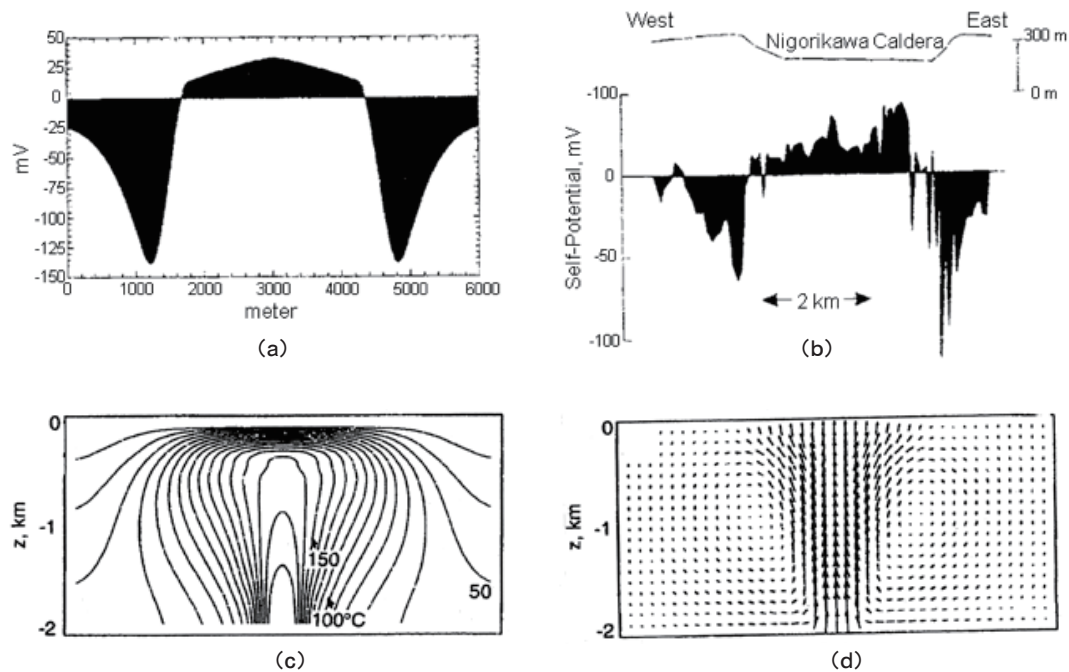 50
25
0
-25
-50
-75
-100
-125
-150
mV
0 1000 2000 3000 4000 5000 6000
meter
(a)
West East
Nigorikawa Caldera
300 m
0 m
-100
0
-50
-100
Self-Potential, mV
2 km
(b)
0
-1
-2
z, km
150
100°C
50
(c)
0
-1
-2
z, km
(d)